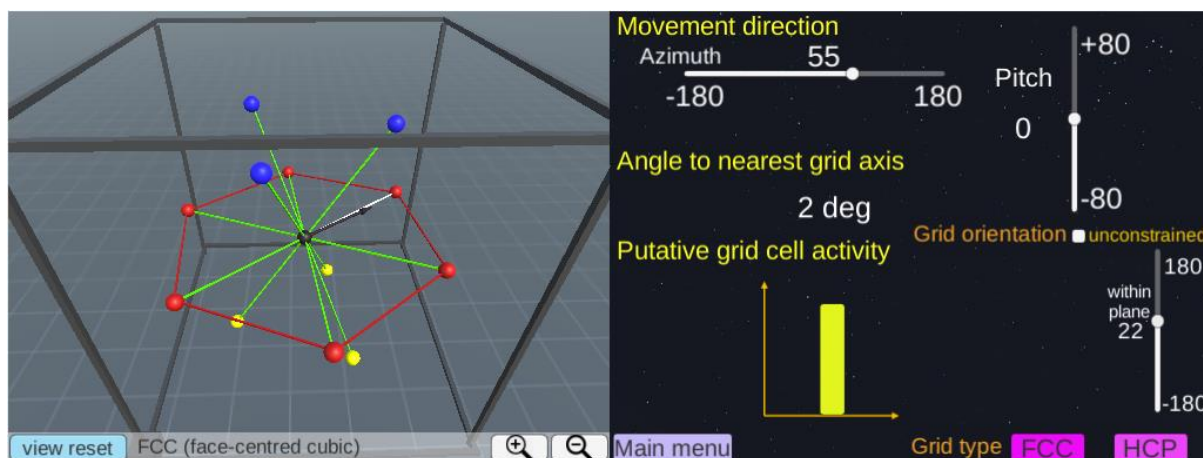 Movement direction
Azimuth
55
-180
180
Pitch
0
+80
-80
Angle to nearest grid axis
2 deg
Grid orientation
unconstrained
Putative grid cell activity
within
plane
22
180
-180
view reset
FCC (face-centred cubic)
Main menu
Grid type
FCC
HCP